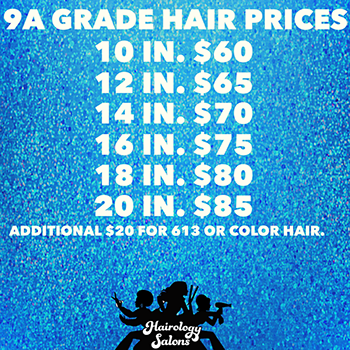 9A GRADE HAIR PRICES
10 IN. $60
12 IN. $65
14 IN. $70
16 IN. $75
18 IN. $80
20 IN. $85
ADDITIONAL $20 FOR 613 OR COLOR HAIR.
Hairology
Salons